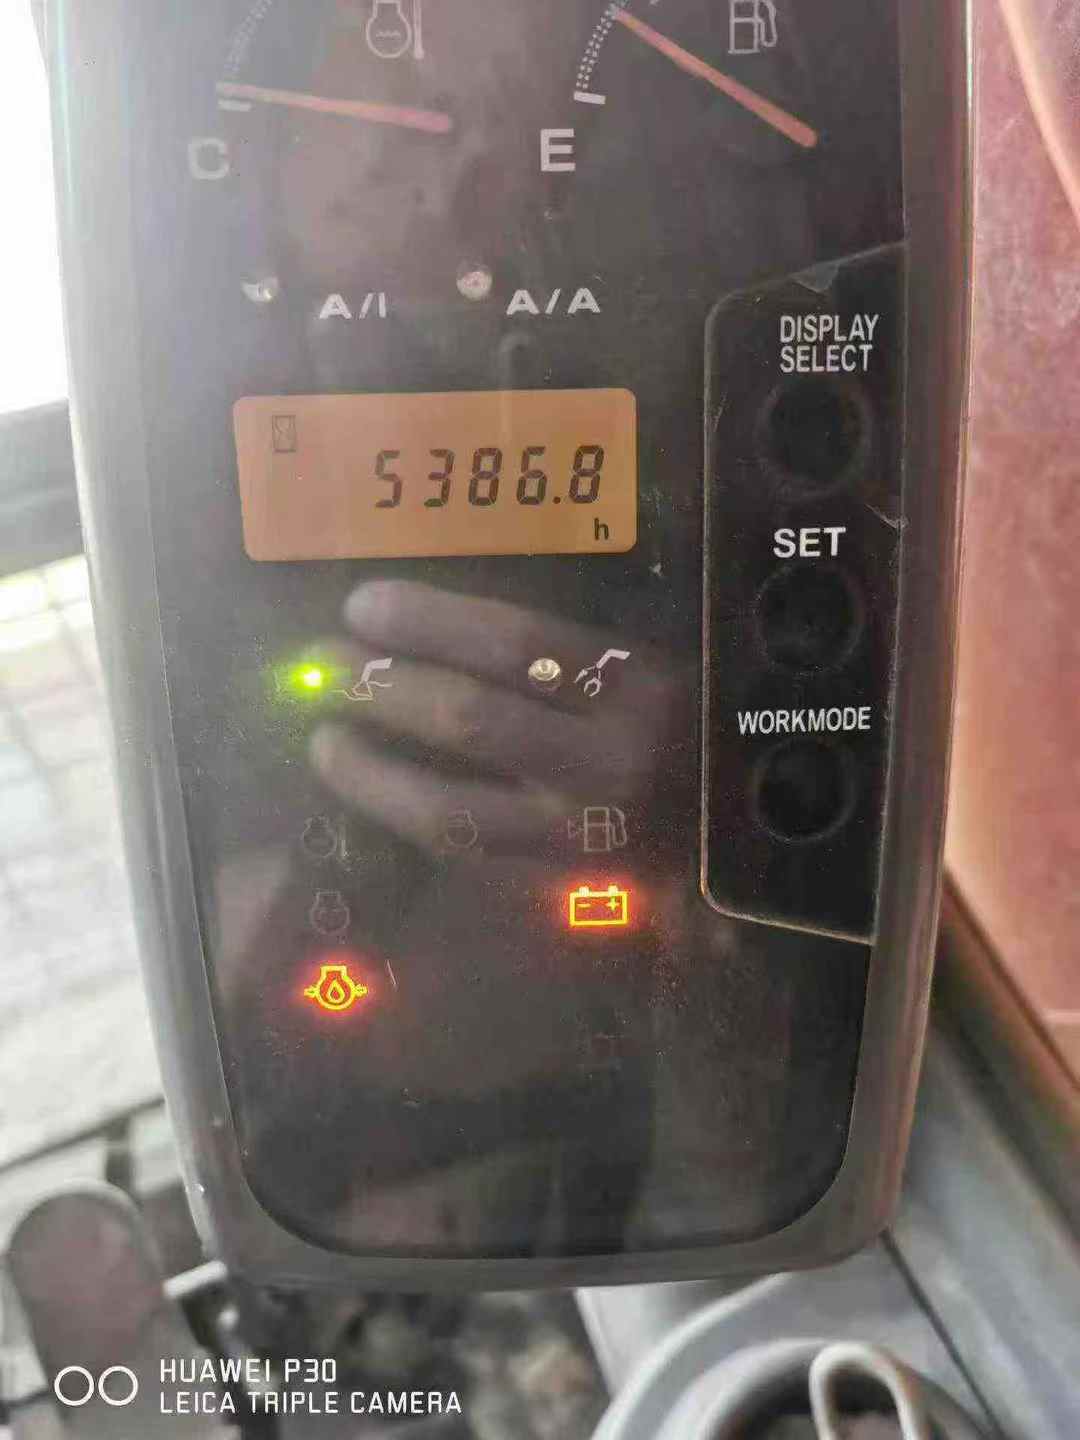 C
E
A/I
A/A
DISPLAY
SELECT
5386.8
h
SET
WORKMODE
HUAWEI P30
LEICA TRIPLE CAMERA